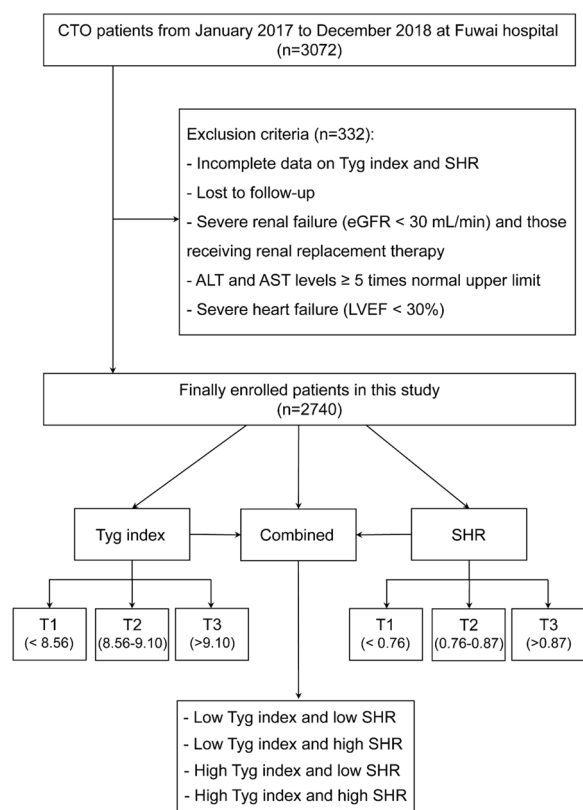 CTO patients from January 2017 to December 2018 at Fuwai hospital
(n=3072)
Exclusion criteria (n=332):
- Incomplete data on Tyg index and SHR
- Lost to follow-up
- Severe renal failure (eGFR < 30 mL/min) and those
receiving renal replacement therapy
- ALT and AST levels ≥ 5 times normal upper limit
- Severe heart failure (LVEF < 30%)
Finally enrolled patients in this study
(n=2740)
Tyg index
Combined
SHR
T1
(< 8.56)
T2
(8.56-9.10)
T3
(>9.10)
T1
(< 0.76)
T2
(0.76-0.87)
T3
(>0.87)
- Low Tyg index and low SHR
- Low Tyg index and high SHR
- High Tyg index and low SHR
- High Tyg index and high SHR